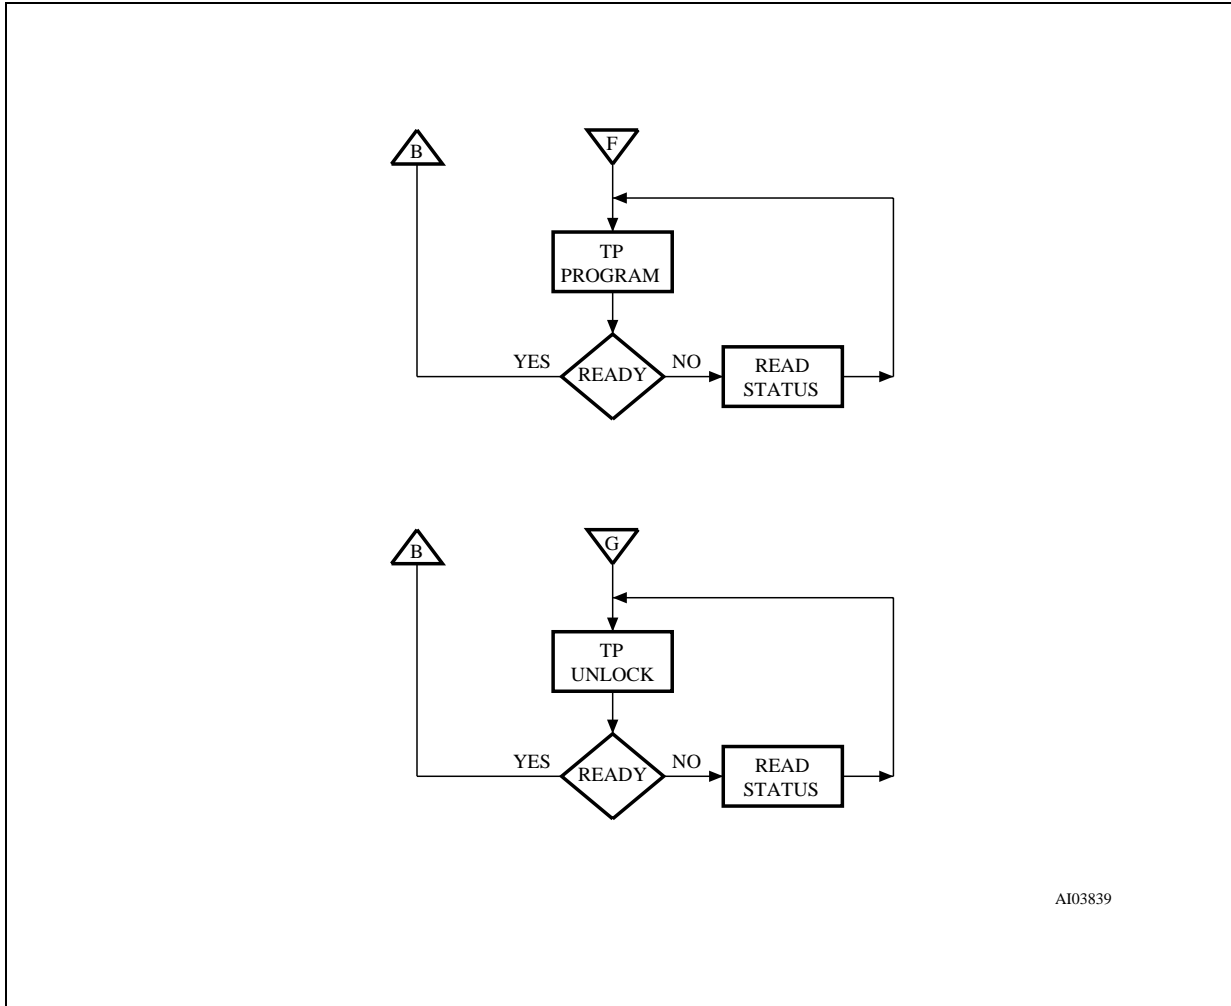 B
F
TP
PROGRAM
YES
READY
NO
READ
STATUS
B
G
TP
UNLOCK
YES
READY
NO
READ
STATUS
AI03839